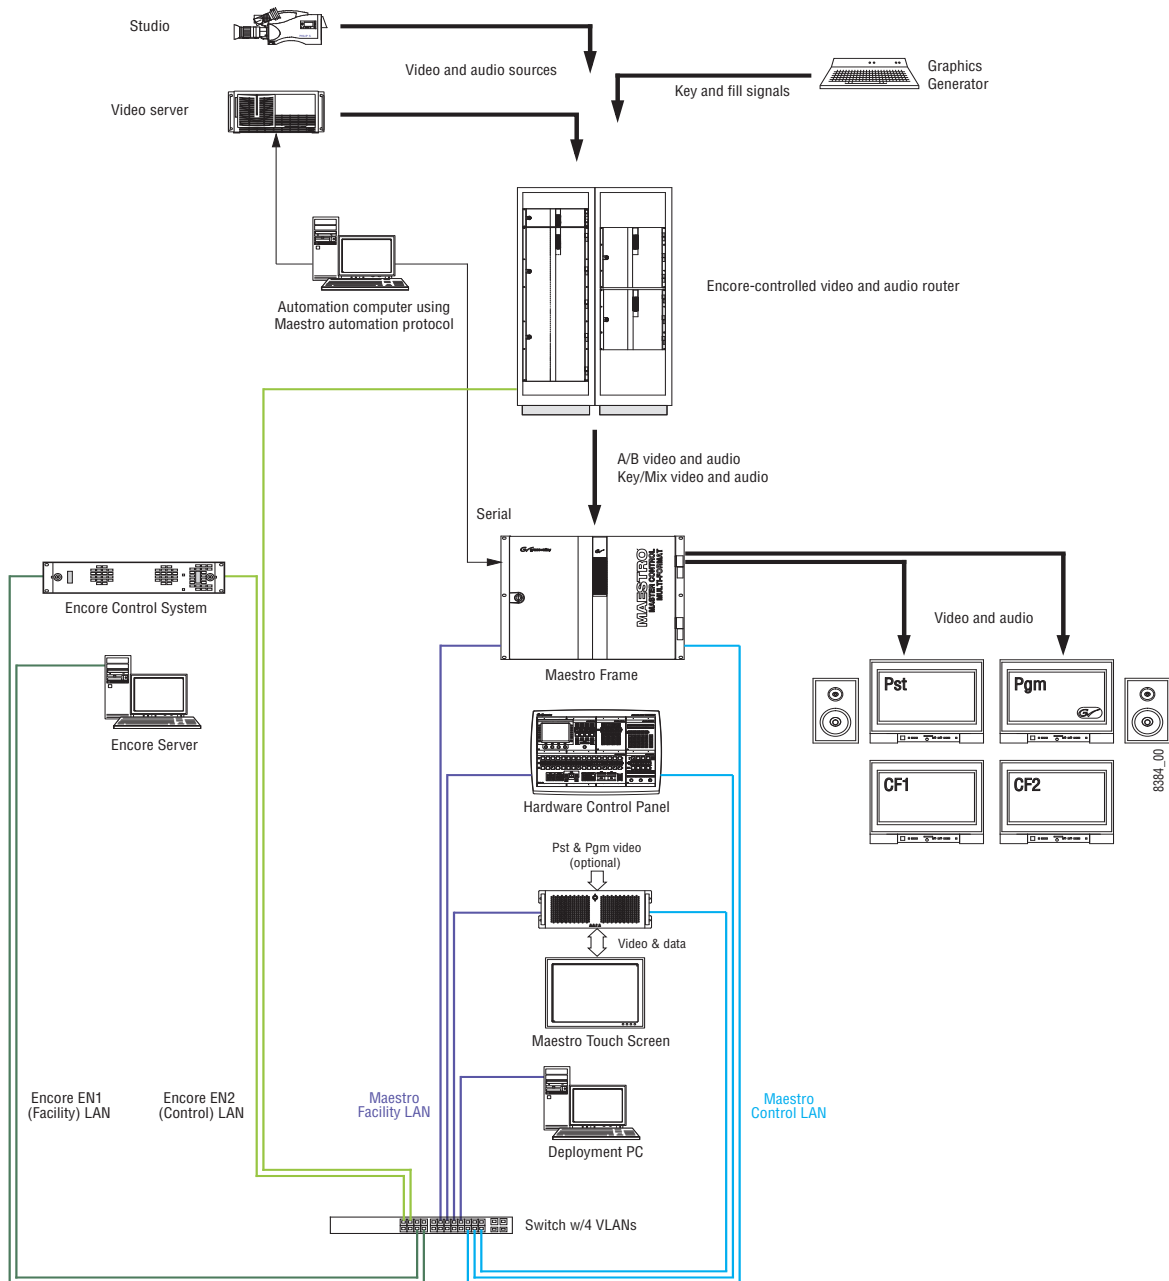 Studio
Video and audio sources
Graphics
Generator
Key and fill signals
Video server
Encore-controlled video and audio router
Automation computer using
Maestro automation protocol
A/B video and audio
Key/Mix video and audio
Serial
MAESTRO
MASTER CONTROL
MULTI-FORMAT
Encore Control System
Maestro Frame
Video and audio
Pst
Pgm
Encore Server
CF1
CF2
8384_00
Hardware Control Panel
Pst & Pgm video
(optional)
Video & data
Maestro Touch Screen
Encore EN1
(Facility) LAN
Encore EN2
(Control) LAN
Maestro
Facility LAN
Maestro
Control LAN
Deployment PC
Switch w/4 VLANs